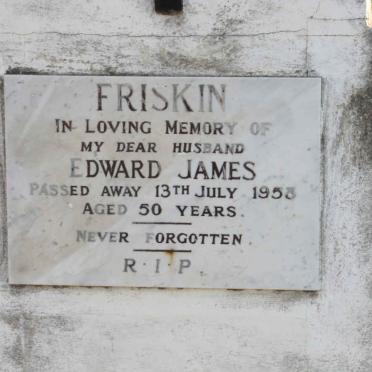 FRISKIN
IN LOVING MEMORY OF
MY DEAR HUSBAND
EDWARD JAMES
PASSED AWAY 13TH JULY 1953
AGED 50 YEARS.
NEVER FORGOTTEN.
R·I·P.